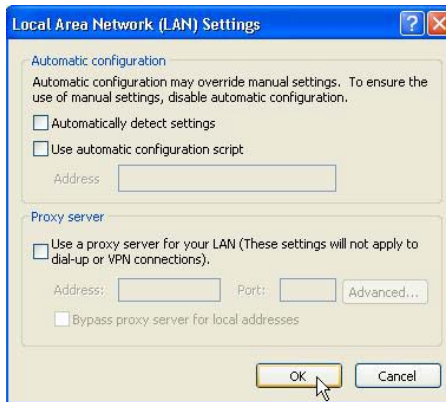 Local Area Network (LAN) Settings
Automatic configuration
Automatic configuration may override manual settings. To ensure the
use of manual settings, disable automatic configuration.
Automatically detect settings
Use automatic configuration script
Address
Proxy server
Use a proxy server for your LAN (These settings will not apply to
dial-up or VPN connections).
Address:
Port:
Advanced...
Bypass proxy server for local addresses
OK
Cancel